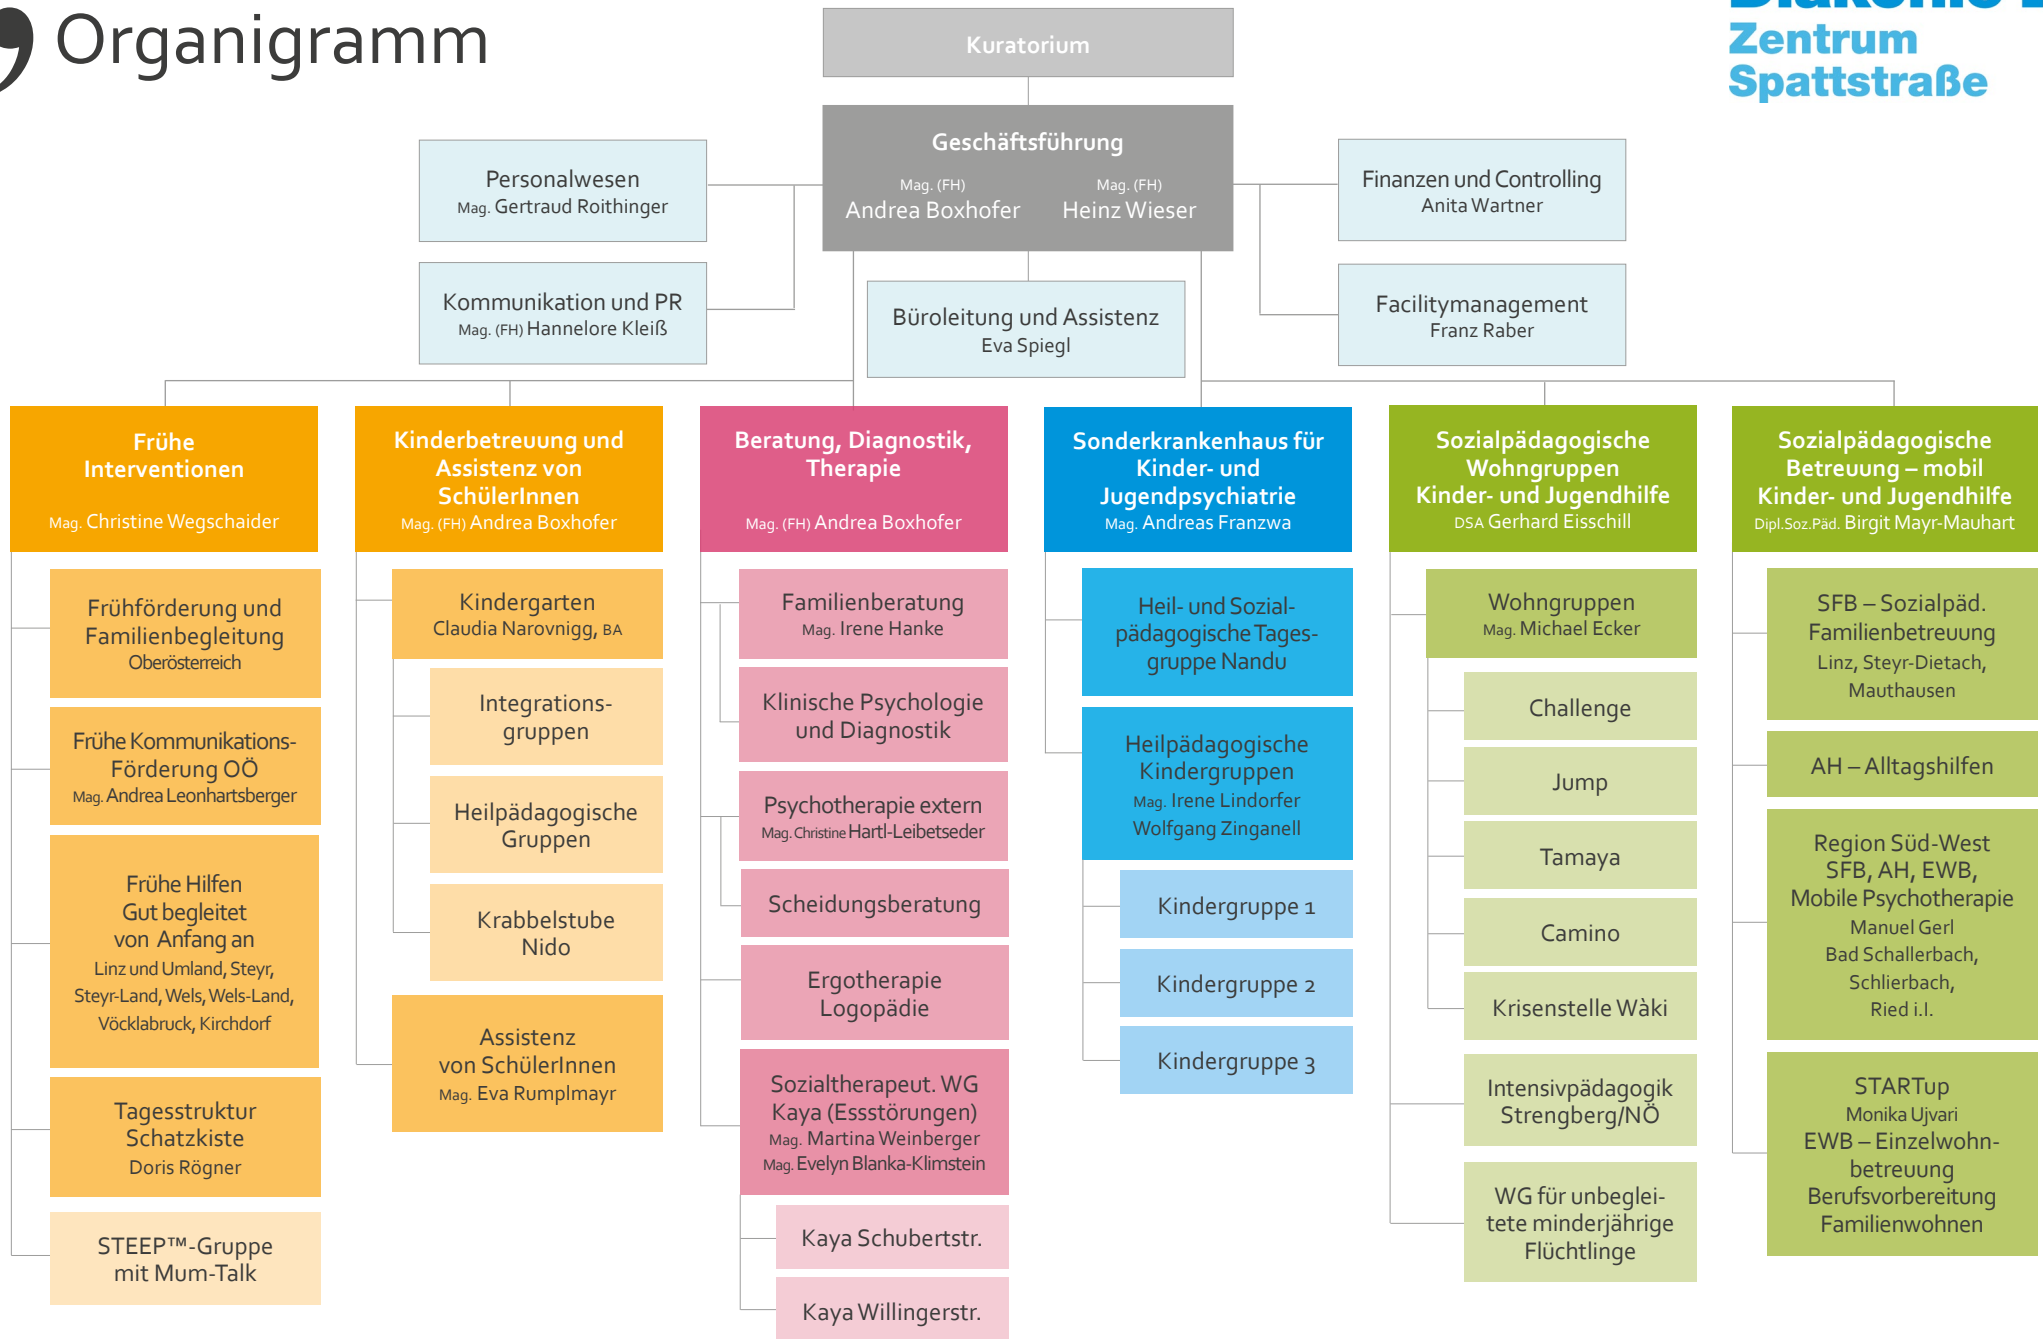 Organigramm
Zentrum
Spattstraße
Kuratorium
Geschäftsführung
Mag. (FH)
Andrea Boxhofer
Mag. (FH)
Heinz Wieser
Personalwesen
Mag. Gertraud Roithinger
Kommunikation und PR
Mag. (FH) Hannelore Kleiß
Büroleitung und Assistenz
Eva Spiegl
Finanzen und Controlling
Anita Wartner
Facilitymanagement
Franz Raber
Frühe
Interventionen
Mag. Christine Wegschaider
Frühförderung und
Familienbegleitung
Oberösterreich
Frühe Kommunikations-
Förderung OÖ
Mag. Andrea Leonhartsberger
Frühe Hilfen
Gut begleitet
von Anfang an
Linz und Umland, Steyr,
Steyr-Land, Wels, Wels-Land,
Vöcklabruck, Kirchdorf
Tagesstruktur
Schatzkiste
Doris Rögner
STEEP™-Gruppe
mit Mum-Talk
Kinderbetreuung und
Assistenz von
SchülerInnen
Mag. (FH) Andrea Boxhofer
Kindergarten
Claudia Narovnigg, BA
Integrations-
gruppen
Heilpädagogische
Gruppen
Krabbelstube
Nido
Assistenz
von SchülerInnen
Mag. Eva Rumplmayr
Beratung, Diagnostik,
Therapie
Mag. (FH) Andrea Boxhofer
Familienberatung
Mag. Irene Hanke
Klinische Psychologie
und Diagnostik
Psychotherapie extern
Mag. Christine Hartl-Leibetseder
Scheidungsberatung
Ergotherapie
Logopädie
Sozialtherapeut. WG
Kaya (Essstörungen)
Mag. Martina Weinberger
Mag. Evelyn Blanka-Klimstein
Kaya Schubertstr.
Kaya Willingerstr.
Sonderkrankenhaus für
Kinder- und
Jugendpsychiatrie
Mag. Andreas Franzwa
Heil- und Sozial-
pädagogische Tages-
gruppe Nandu
Heilpädagogische
Kindergruppen
Mag. Irene Lindorfer
Wolfgang Zinganell
Kindergruppe 1
Kindergruppe 2
Kindergruppe 3
Sozialpädagogische
Wohngruppen
Kinder- und Jugendhilfe
DSA Gerhard Eisschill
Wohngruppen
Mag. Michael Ecker
Challenge
Jump
Tamaya
Camino
Krisenstelle Wàki
Intensivpädagogik
Strengberg/NÖ
WG für unbeglei-
tete minderjährige
Flüchtlinge
Sozialpädagogische
Betreuung – mobil
Kinder- und Jugendhilfe
Dipl.Soz.Päd. Birgit Mayr-Mauhart
SFB – Sozialpäd.
Familienbetreuung
Linz, Steyr-Dietach,
Mauthausen
AH – Alltagshilfen
Region Süd-West
SFB, AH, EWB,
Mobile Psychotherapie
Manuel Gerl
Bad Schallerbach,
Schlierbach,
Ried i.I.
STARTup
Monika Ujvari
EWB – Einzelwohn-
betreuung
Berufsvorbereitung
Familienwohnen